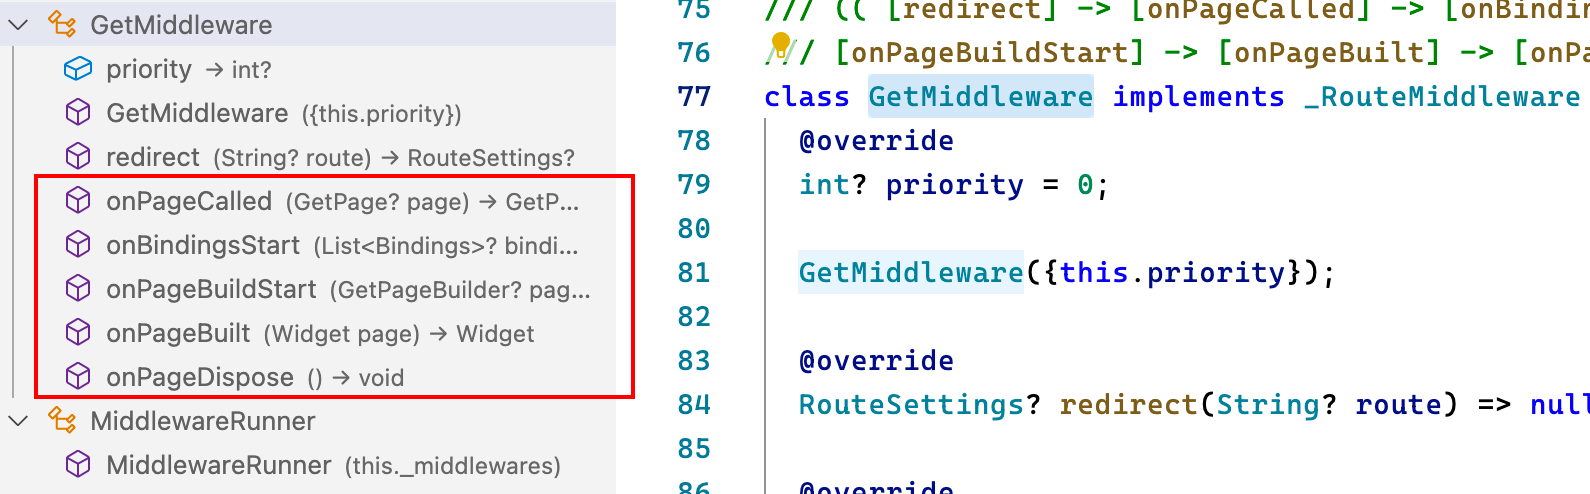 GetMiddleware
priority → int?
GetMiddleware ({this.priority})
redirect (String? route) → RouteSettings?
onPageCalled (GetPage? page) → GetP...
onBindingsStart (List<Bindings>? bindi...
onPageBuildStart (GetPageBuilder? pag...
onPageBuilt (Widget page) → Widget
onPageDispose () → void
MiddlewareRunner
MiddlewareRunner (this._middlewares)
75 /// (( [redirect] -> [onPageCalled] -> [onBindin
76 /// [onPageBuildStart] -> [onPageBuilt] -> [onPa
77 class GetMiddleware implements _RouteMiddleware
78 @override
79 int? priority = 0;
80
81 GetMiddleware({this.priority});
82
83 @override
84 RouteSettings? redirect(String? route) => null
85
86 @override